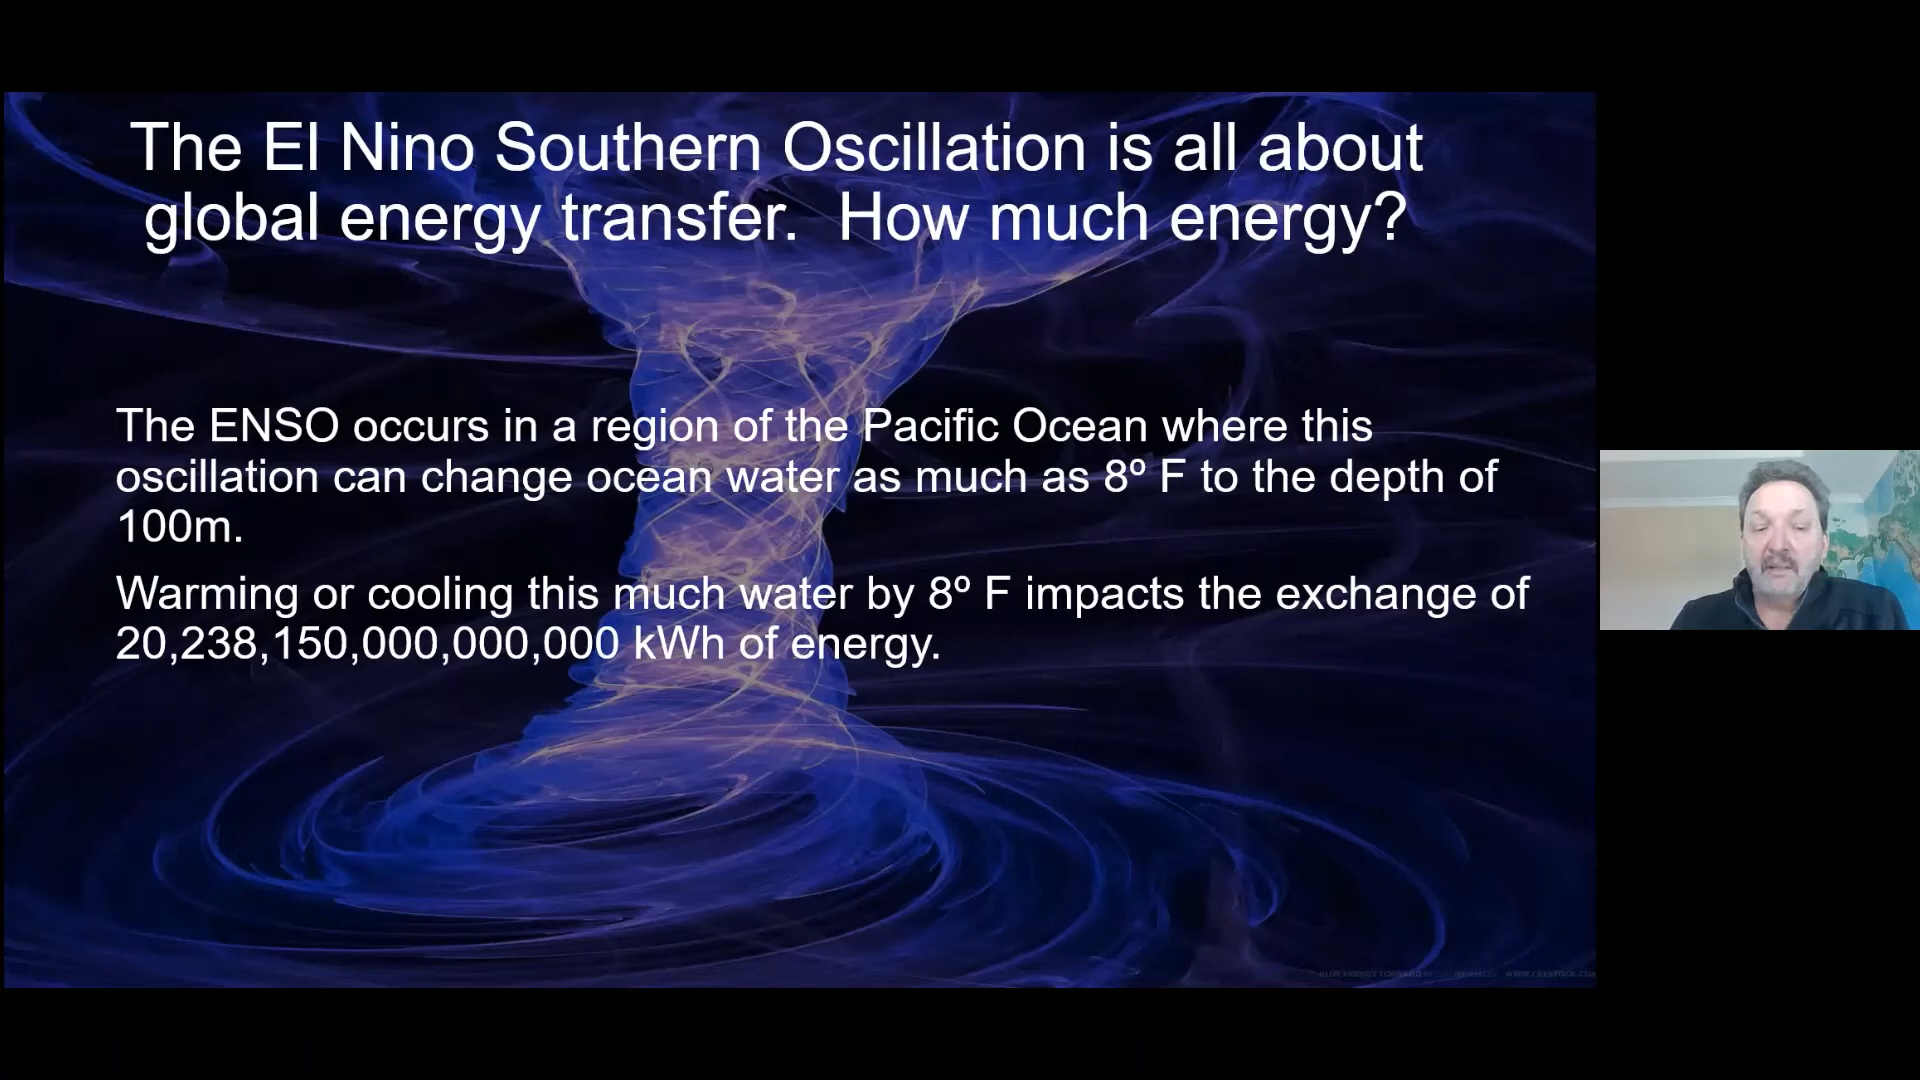 The El Nino Southern Oscillation is all about
global energy transfer.  How much energy?
The ENSO occurs in a region of the Pacific Ocean where this
oscillation can change ocean water as much as 8º F to the depth of
100m.
Warming or cooling this much water by 8º F impacts the exchange of
20,238,150,000,000,000 kWh of energy.